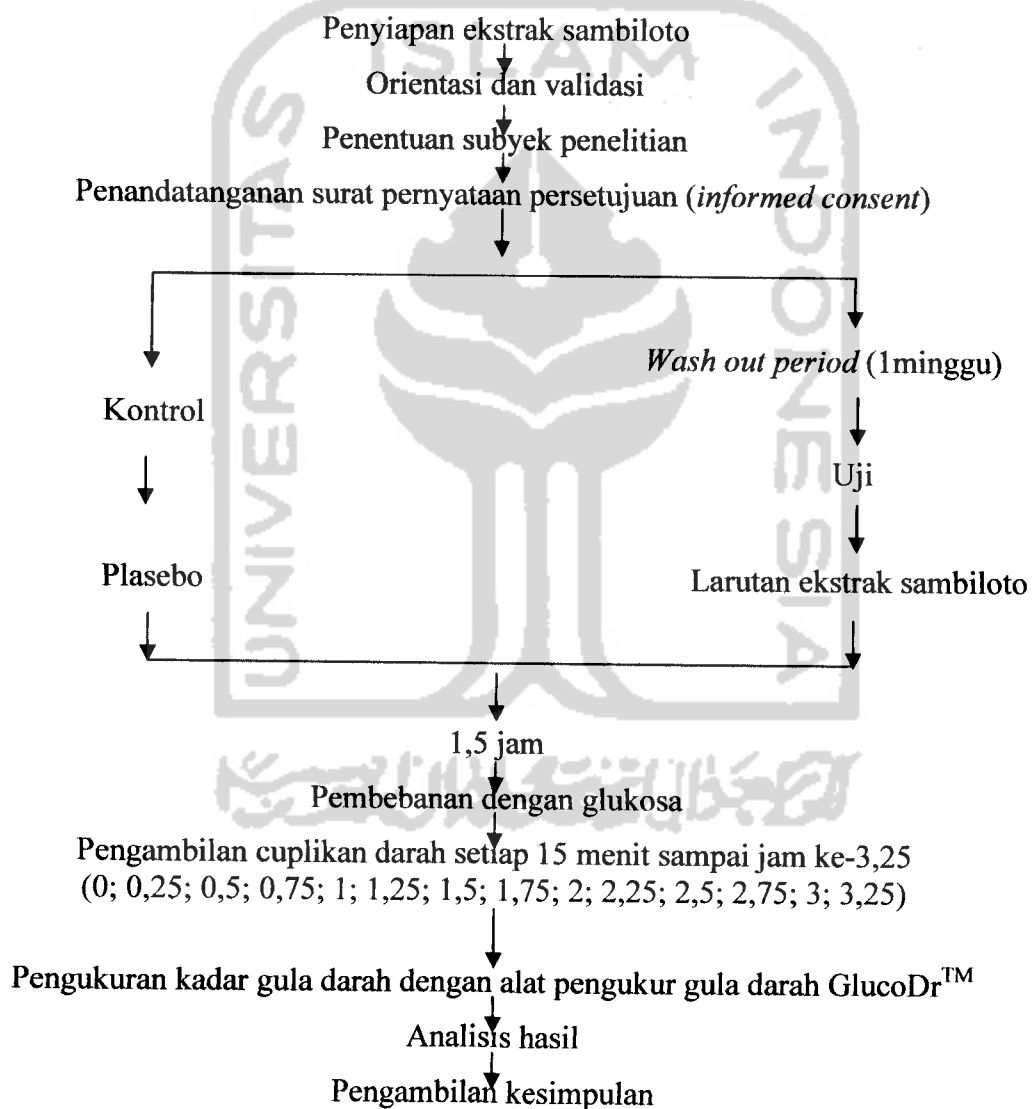 Penyiapan ekstrak sambiloto
Orientasi dan validasi
Penentuan subyek penelitian
Penandatanganan surat pernyataan persetujuan (informed consent)
Kontrol
Plasebo
Wash out period (1minggu)
Uji
Larutan ekstrak sambiloto
1,5 jam
Pembebanan dengan glukosa
Pengambilan cuplikan darah setiap 15 menit sampai jam ke-3,25
(0; 0,25; 0,5; 0,75; 1; 1,25; 1,5; 1,75; 2; 2,25; 2,5; 2,75; 3; 3,25)
Pengukuran kadar gula darah dengan alat pengukur gula darah GlucoDr™
Analisis hasil
Pengambilan kesimpulan
UNIVERSITAS
ISLAM
INDONESIA